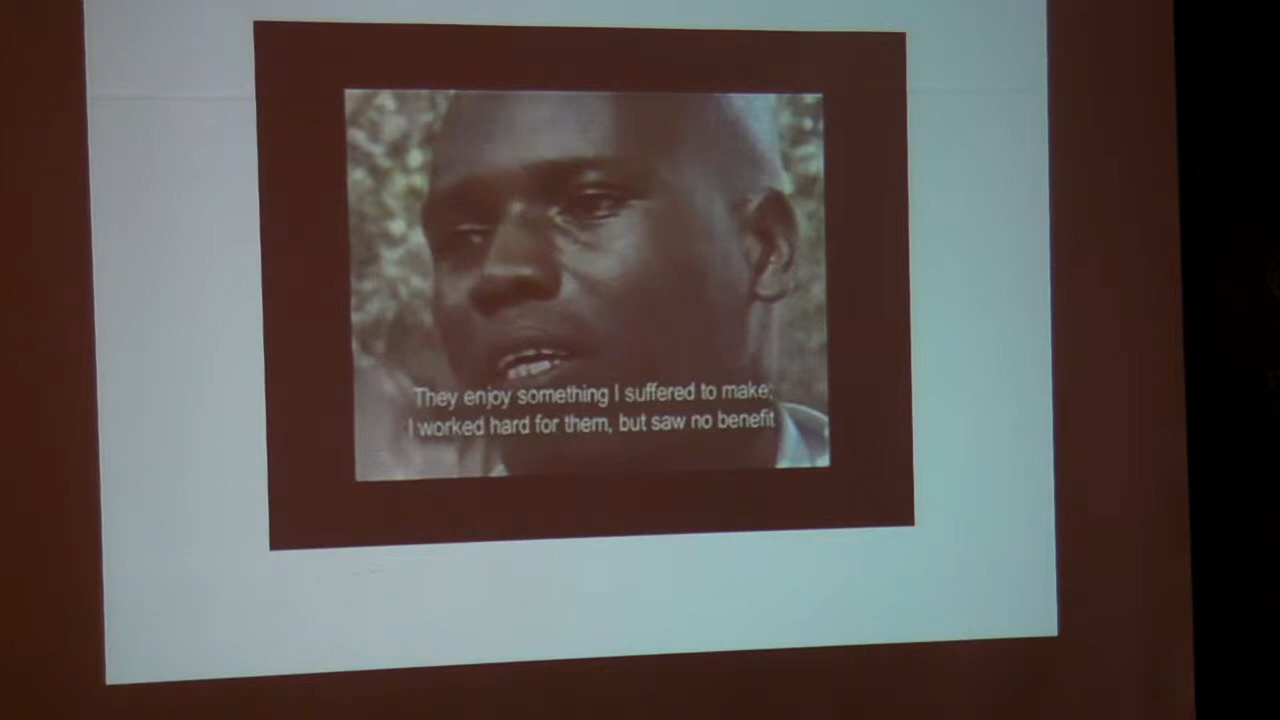 They enjoy something I suffered to make;
I worked hard for them, but saw no benefit